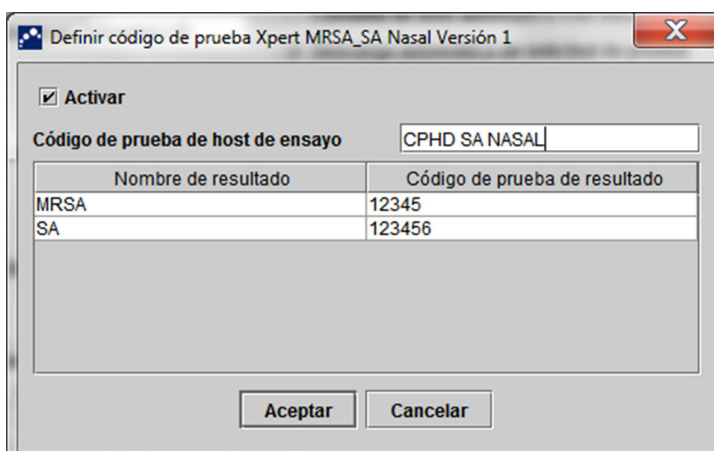 Definir código de prueba Xpert MRSA_SA Nasal Versión 1
Activar
Código de prueba de host de ensayo CPHD SA NASAL
Nombre de resultado Código de prueba de resultado
MRSA 12345
SA 123456
Aceptar Cancelar